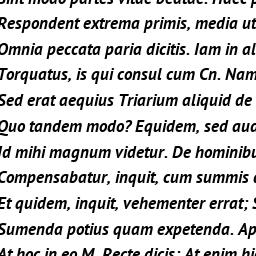 Sint modo partes vitae beatae. Haec p
Respondent extrema primis, media ut
Omnia peccata paria dicitis. Iam in al
Torquatus, is qui consul cum Cn. Nam
Sed erat aequius Triarium aliquid de
Quo tandem modo? Equidem, sed aud
Id mihi magnum videtur. De hominibu
Compensabatur, inquit, cum summis
Et quidem, inquit, vehementer errat; S
Sumenda potius quam expetenda. Ap
At hoc in eo M. Recte dicis; At enim hi